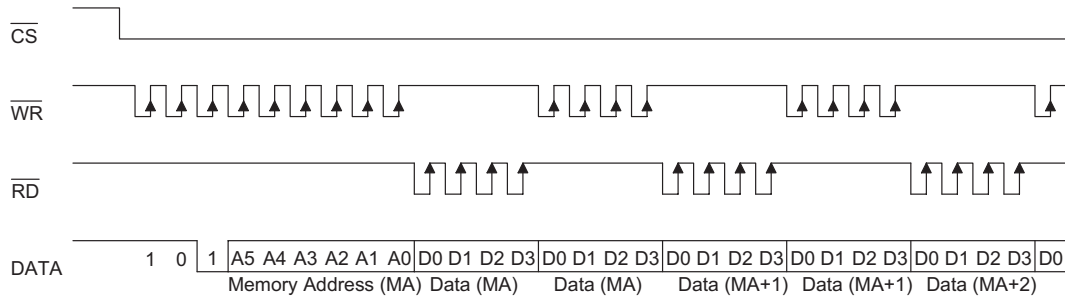 CS
WR
RD
DATA 1 0 1 A5 A4 A3 A2 A1 A0 D0 D1 D2 D3 D0 D1 D2 D3 D0 D1 D2 D3 D0 D1 D2 D3 D0 D1 D2 D3 D0
Memory Address (MA) Data (MA) Data (MA) Data (MA+1) Data (MA+1) Data (MA+2)